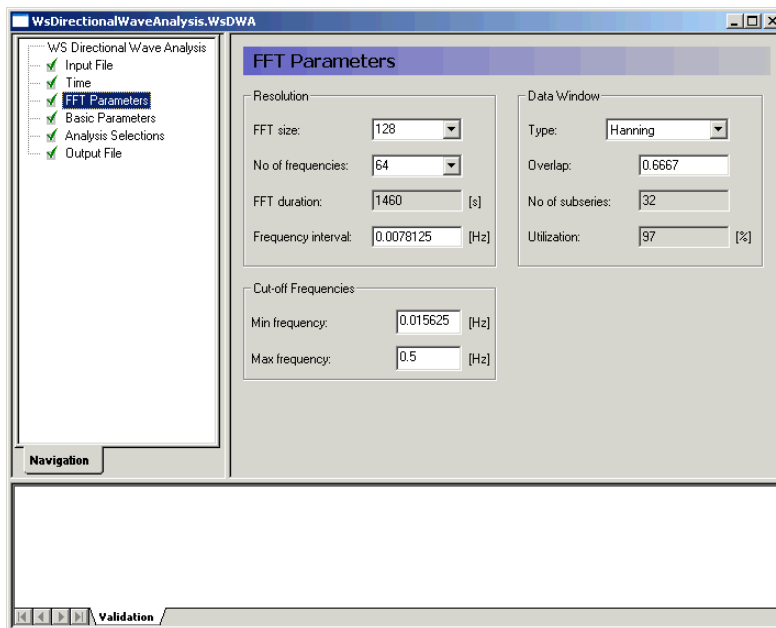 WsDirectionalWaveAnalysis.WsDWA
WS Directional Wave Analysis
Input File
Time
FFT Parameters
Basic Parameters
Analysis Selections
Output File
Navigation
FFT Parameters
Resolution
FFT size: 128
No of frequencies: 64
FFT duration: 1460 [s]
Frequency interval: 0.0078125 [Hz]
Data Window
Type: Hanning
Overlap: 0.6667
No of subseries: 32
Utilization: 97 [%]
Cut-off Frequencies
Min frequency: 0.015625 [Hz]
Max frequency: 0.5 [Hz]
Validation